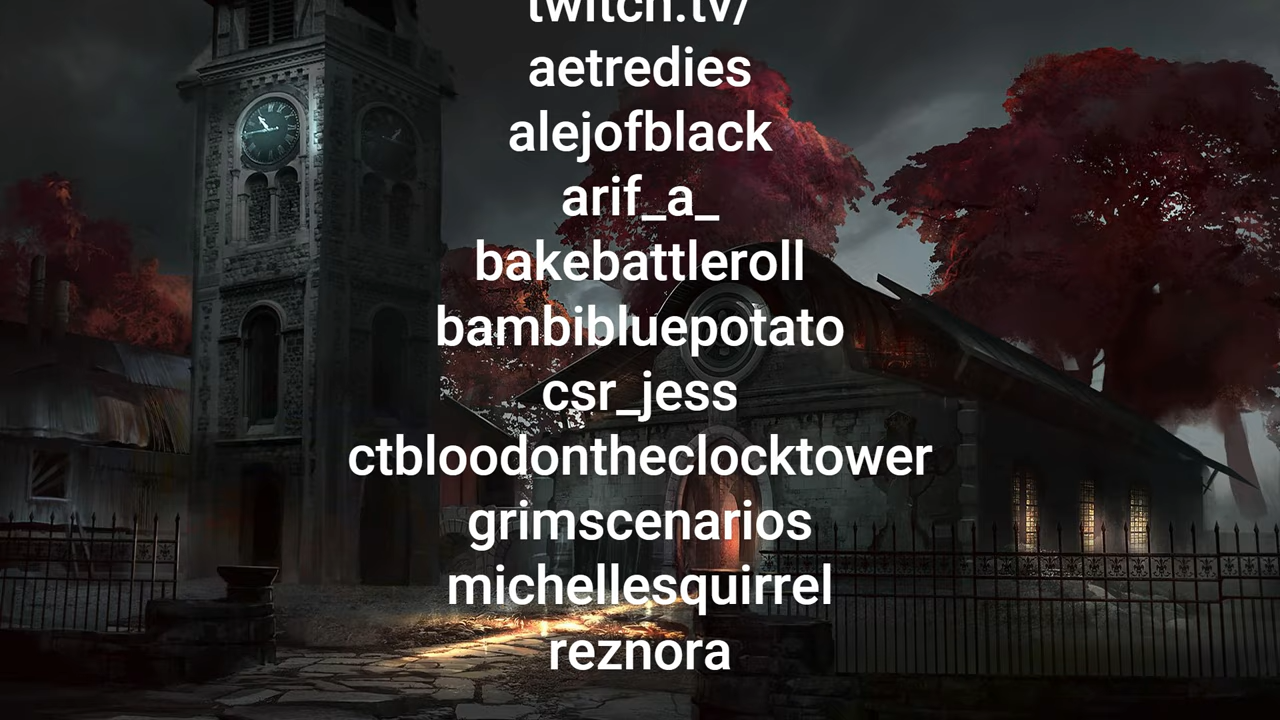 twitch.tv/
aetredies
alejofblack
arif_a_
bakebattleroll
bambibluepotato
csr_jess
ctbloodontheclocktower
grimscenarios
michellesquirrel
reznora